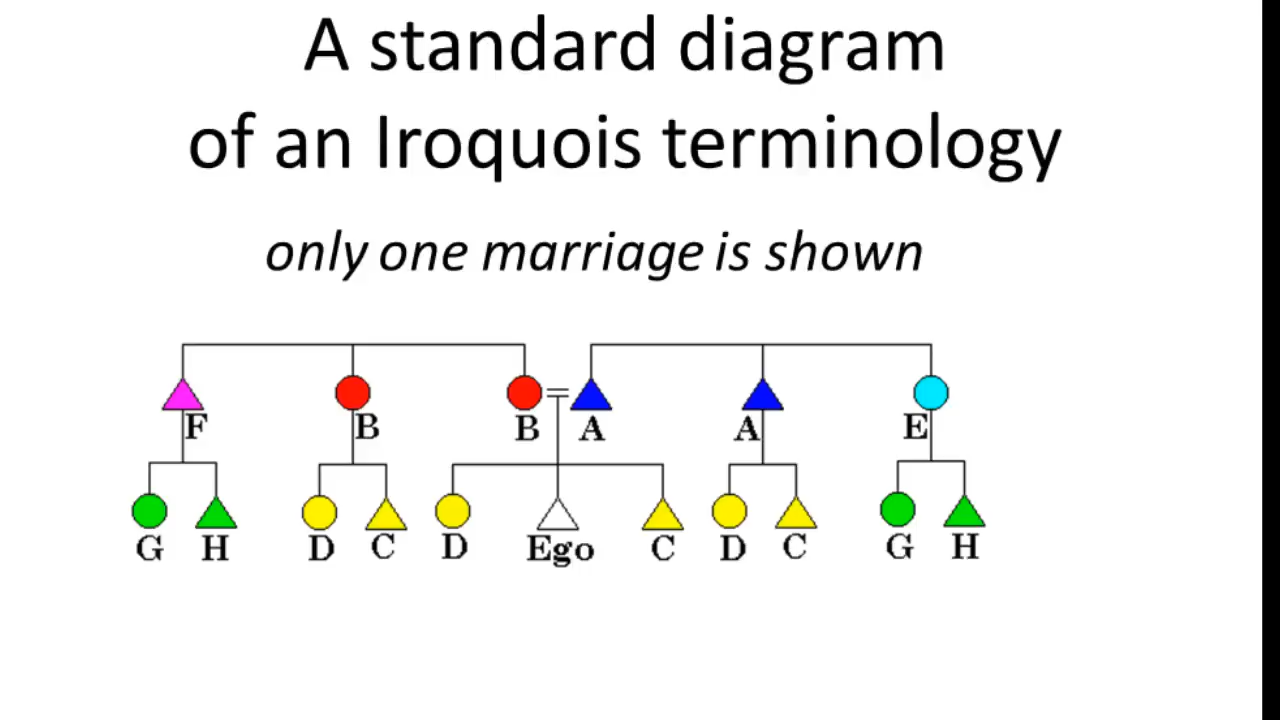 A standard diagram
of an Iroquois terminology
only one marriage is shown
F B B A A E
G H D C D Ego C D C G H